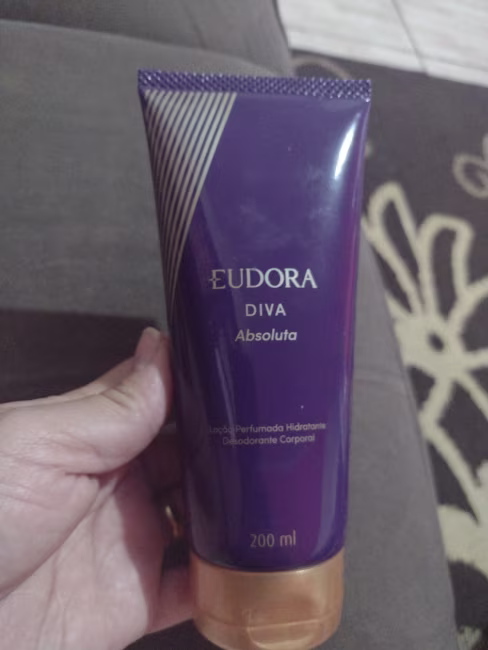 EUDORA
DIVA
Absoluta
Loção Perfumada Hidratante
Desodorante Corporal
200 ml